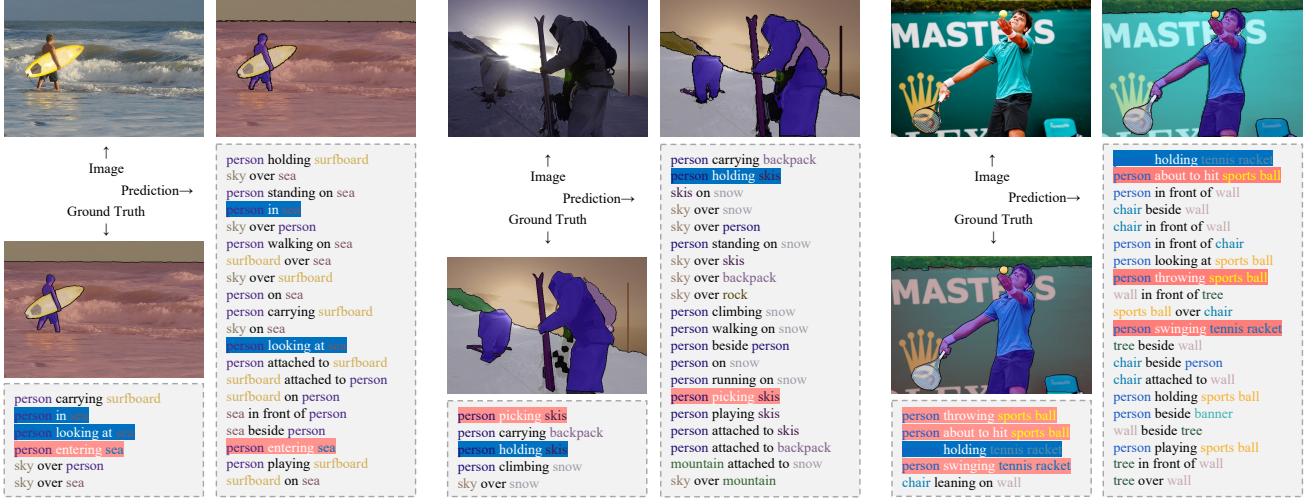 ↑
Image
Prediction→
Ground Truth
↓
person carrying surfboard
person in sea
person looking at sea
person entering sea
sky over person
sky over sea
person holding surfboard
sky over sea
person standing on sea
person in sea
sky over person
person walking on sea
surfboard over sea
sky over surfboard
person on sea
person carrying surfboard
sky on sea
person looking at sea
person attached to surfboard
surfboard attached to person
surfboard on person
sea in front of person
sea beside person
person entering sea
person playing surfboard
surfboard on sea
↑
Image
Prediction→
Ground Truth
↓
person picking skis
person carrying backpack
person holding skis
person climbing snow
sky over snow
person carrying backpack
person holding skis
skis on snow
sky over snow
sky over person
person standing on snow
sky over skis
sky over backpack
sky over rock
person climbing snow
person walking on snow
person beside person
person on snow
person running on snow
person picking skis
person playing skis
person attached to skis
person attached to backpack
mountain attached to snow
sky over mountain
MASTERS
MASTERS
↑
Image
Prediction→
Ground Truth
↓
MASTERS
person throwing sports ball
person about to hit sports ball
holding tennis racket
person swinging tennis racket
chair leaning on wall
holding tennis racket
person about to hit sports ball
person in front of wall
chair beside wall
chair in front of wall
person in front of chair
person looking at sports ball
person throwing sports ball
wall in front of tree
sports ball over chair
person swinging tennis racket
tree beside wall
chair beside person
chair attached to wall
person holding sports ball
person beside banner
wall beside tree
person playing sports ball
tree in front of wall
tree over wall